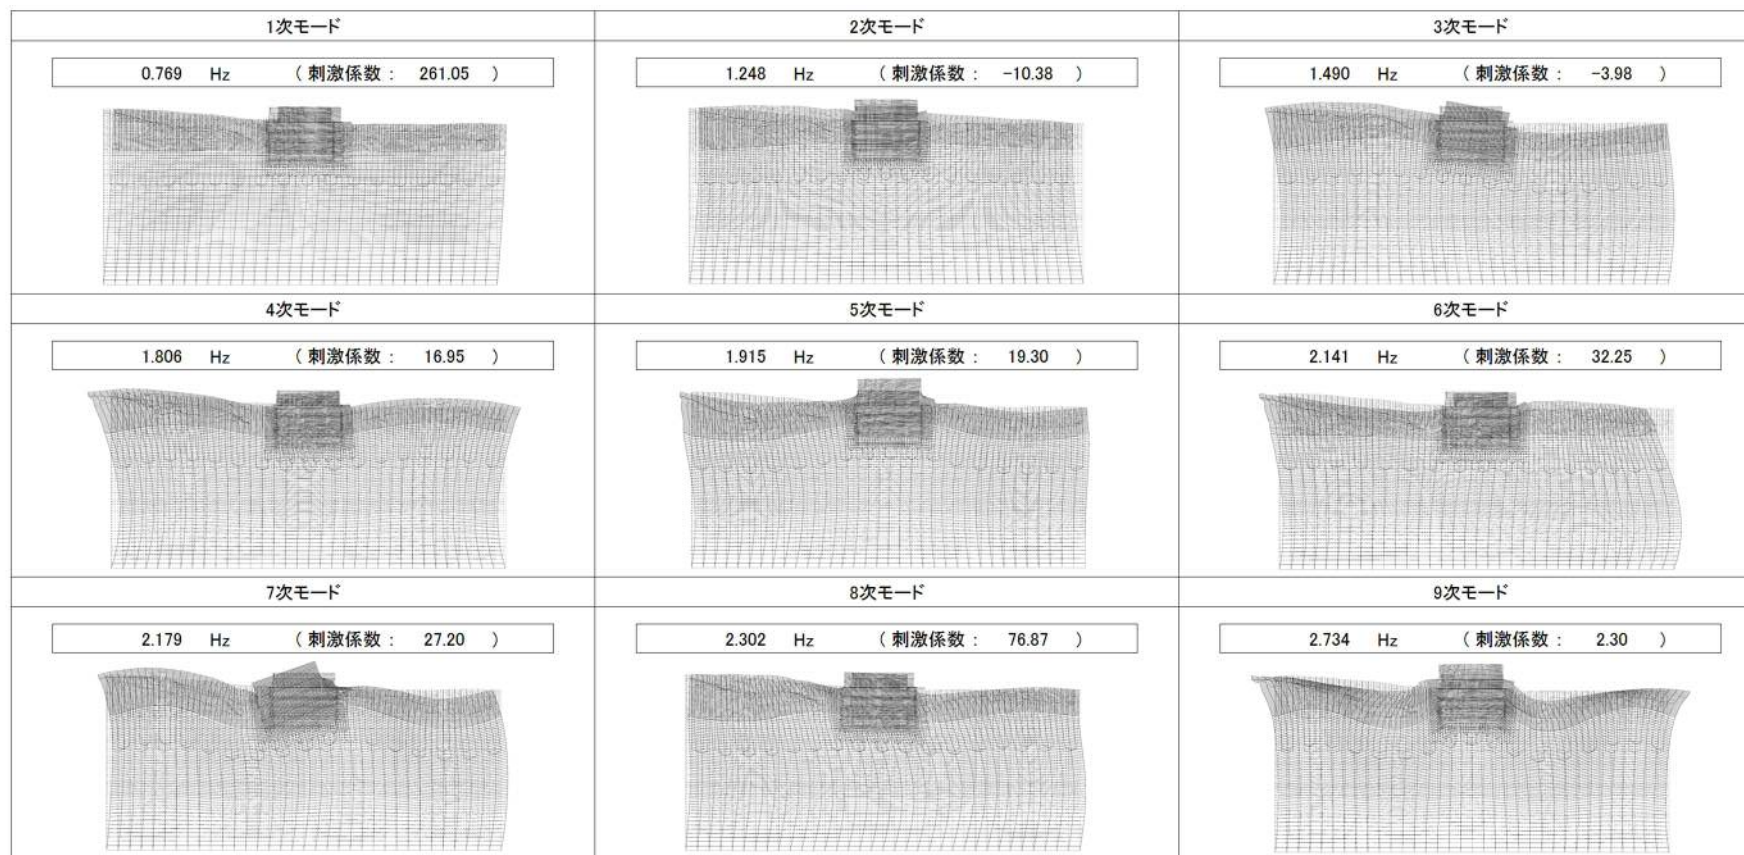 1次モード 2次モード 3次モード
0.769 Hz （ 刺激係数 ： 261.05 ） 1.248 Hz （ 刺激係数 ： -10.38 ） 1.490 Hz （ 刺激係数 ： -3.98 ）
4次モード 5次モード 6次モード
1.806 Hz （ 刺激係数 ： 16.95 ） 1.915 Hz （ 刺激係数 ： 19.30 ） 2.141 Hz （ 刺激係数 ： 32.25 ）
7次モード 8次モード 9次モード
2.179 Hz （ 刺激係数 ： 27.20 ） 2.302 Hz （ 刺激係数 ： 76.87 ） 2.734 Hz （ 刺激係数 ： 2.30 ）